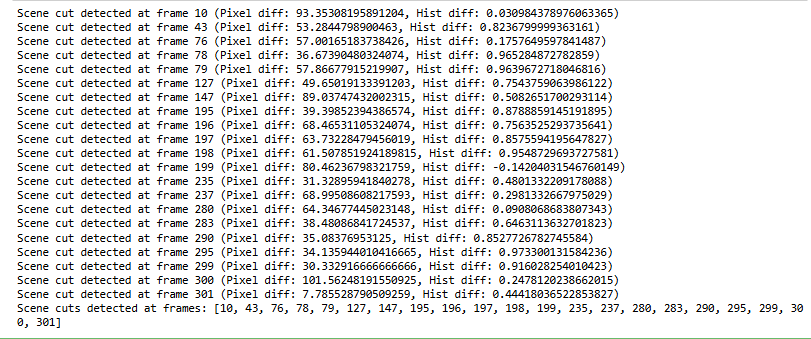 Scene cut detected at frame 10 (Pixel diff: 93.35308195891204, Hist diff: 0.030984378976063365)
Scene cut detected at frame 43 (Pixel diff: 53.2844798900463, Hist diff: 0.8236799999363161)
Scene cut detected at frame 76 (Pixel diff: 57.00165183738426, Hist diff: 0.1757649597841487)
Scene cut detected at frame 78 (Pixel diff: 36.67390480324074, Hist diff: 0.965284872782859)
Scene cut detected at frame 79 (Pixel diff: 57.86677915219907, Hist diff: 0.9639672718046816)
Scene cut detected at frame 127 (Pixel diff: 49.65019133391203, Hist diff: 0.7543759063986122)
Scene cut detected at frame 147 (Pixel diff: 89.03747432002315, Hist diff: 0.5082651700293114)
Scene cut detected at frame 195 (Pixel diff: 39.39852394386574, Hist diff: 0.8788859145191895)
Scene cut detected at frame 196 (Pixel diff: 68.46531105324074, Hist diff: 0.7563525293735641)
Scene cut detected at frame 197 (Pixel diff: 63.73228479456019, Hist diff: 0.8575594195647827)
Scene cut detected at frame 198 (Pixel diff: 61.507851924189815, Hist diff: 0.9548729693727581)
Scene cut detected at frame 199 (Pixel diff: 80.46236798321759, Hist diff: -0.14204031546760149)
Scene cut detected at frame 235 (Pixel diff: 31.32895941840278, Hist diff: 0.4801332209178088)
Scene cut detected at frame 237 (Pixel diff: 68.99508608217593, Hist diff: 0.2981332667975029)
Scene cut detected at frame 280 (Pixel diff: 64.34677445023148, Hist diff: 0.0908068683807343)
Scene cut detected at frame 283 (Pixel diff: 38.48086841724537, Hist diff: 0.6463113632701823)
Scene cut detected at frame 290 (Pixel diff: 35.08376953125, Hist diff: 0.8527726782745584)
Scene cut detected at frame 295 (Pixel diff: 34.135944010416665, Hist diff: 0.973300131584236)
Scene cut detected at frame 299 (Pixel diff: 30.332916666666666, Hist diff: 0.916028254010423)
Scene cut detected at frame 300 (Pixel diff: 101.56248191550925, Hist diff: 0.2478120238662015)
Scene cut detected at frame 301 (Pixel diff: 7.785528790509259, Hist diff: 0.44418036522853827)
Scene cuts detected at frames: [10, 43, 76, 78, 79, 127, 147, 195, 196, 197, 198, 199, 235, 237, 280, 283, 290, 295, 299, 30
0, 301]